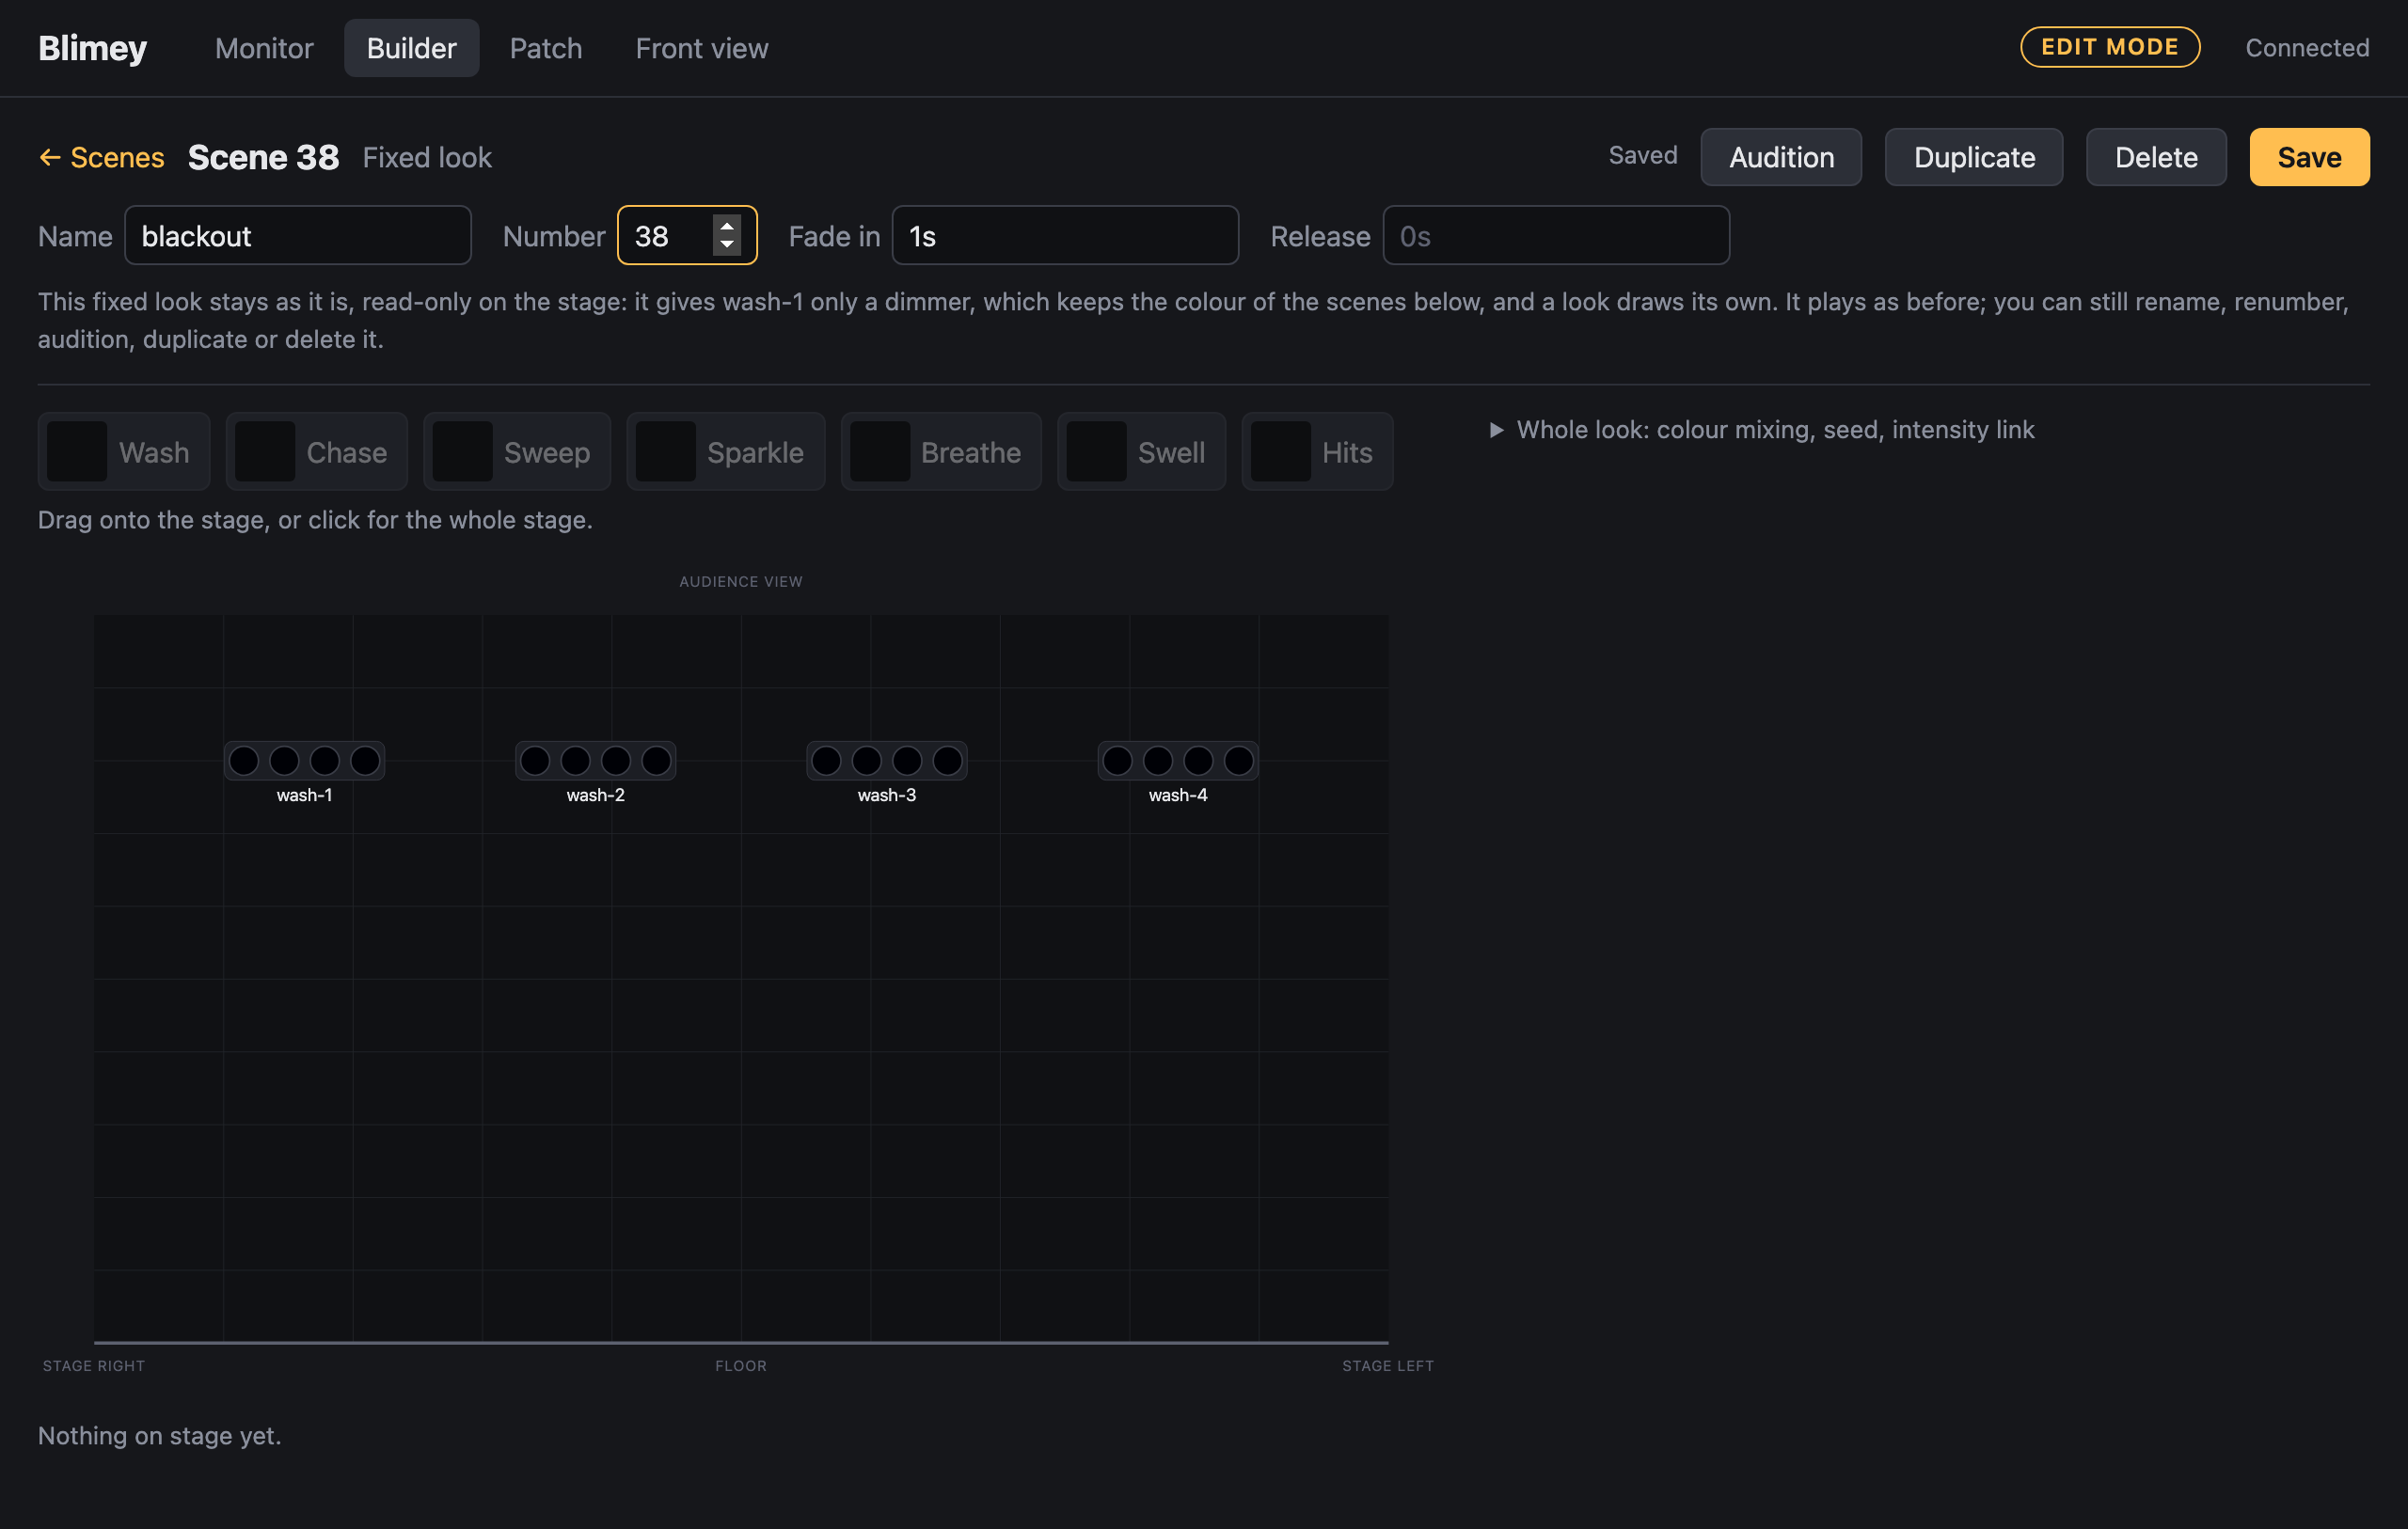 Blimey Monitor Builder Patch Front view EDIT MODE Connected
← Scenes Scene 38 Fixed look Saved Audition Duplicate Delete Save
Name blackout Number 38 Fade in 1s Release 0s
This fixed look stays as it is, read-only on the stage: it gives wash-1 only a dimmer, which keeps the colour of the scenes below, and a look draws its own. It plays as before; you can still rename, renumber,
audition, duplicate or delete it.
Wash Chase Sweep Sparkle Breathe Swell Hits
▶ Whole look: colour mixing, seed, intensity link
Drag onto the stage, or click for the whole stage.
AUDIENCE VIEW
wash-1 wash-2 wash-3 wash-4
STAGE RIGHT FLOOR STAGE LEFT
Nothing on stage yet.